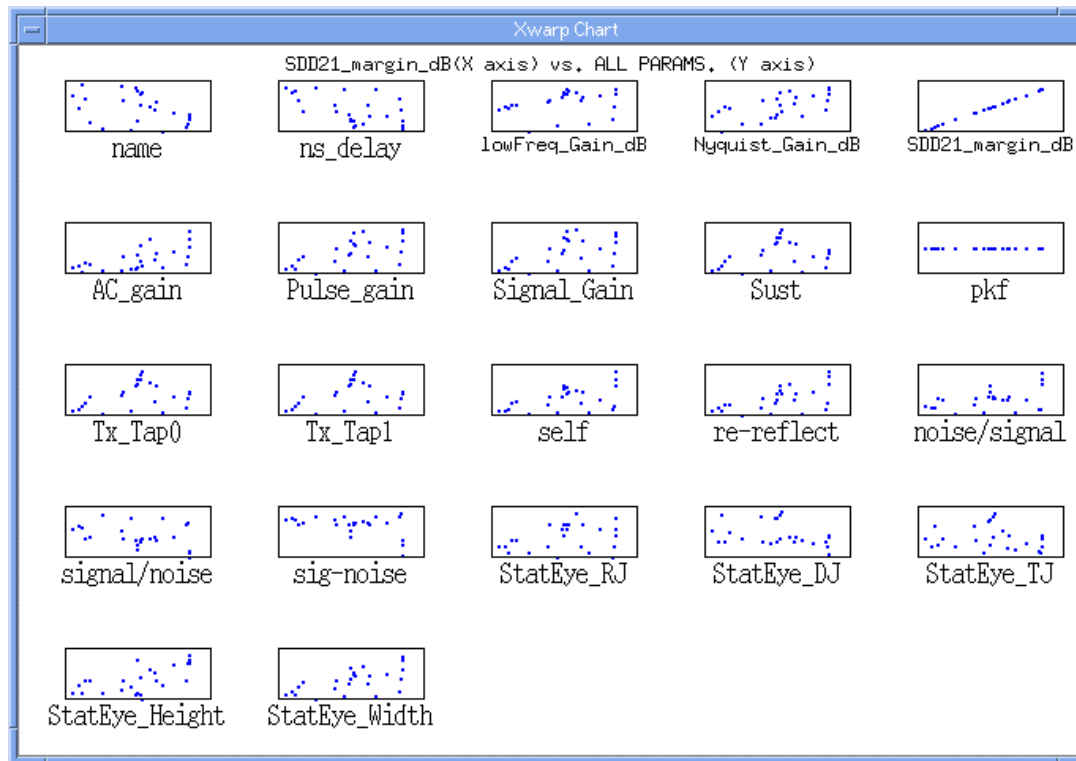 Xwarp Chart
SDD21_margin_dB(X axis) vs. ALL PARAMS. (Y axis)
name ns_delay lowFreq_Gain_dB Nyquist_Gain_dB SDD21_margin_dB
AC_gain Pulse_gain Signal_Gain Sust pkf
Tx_Tap0 Tx_Tap1 self re-reflect noise/signal
signal/noise sig-noise StatEye_RJ StatEye_DJ StatEye_TJ
StatEye_Height StatEye_Width